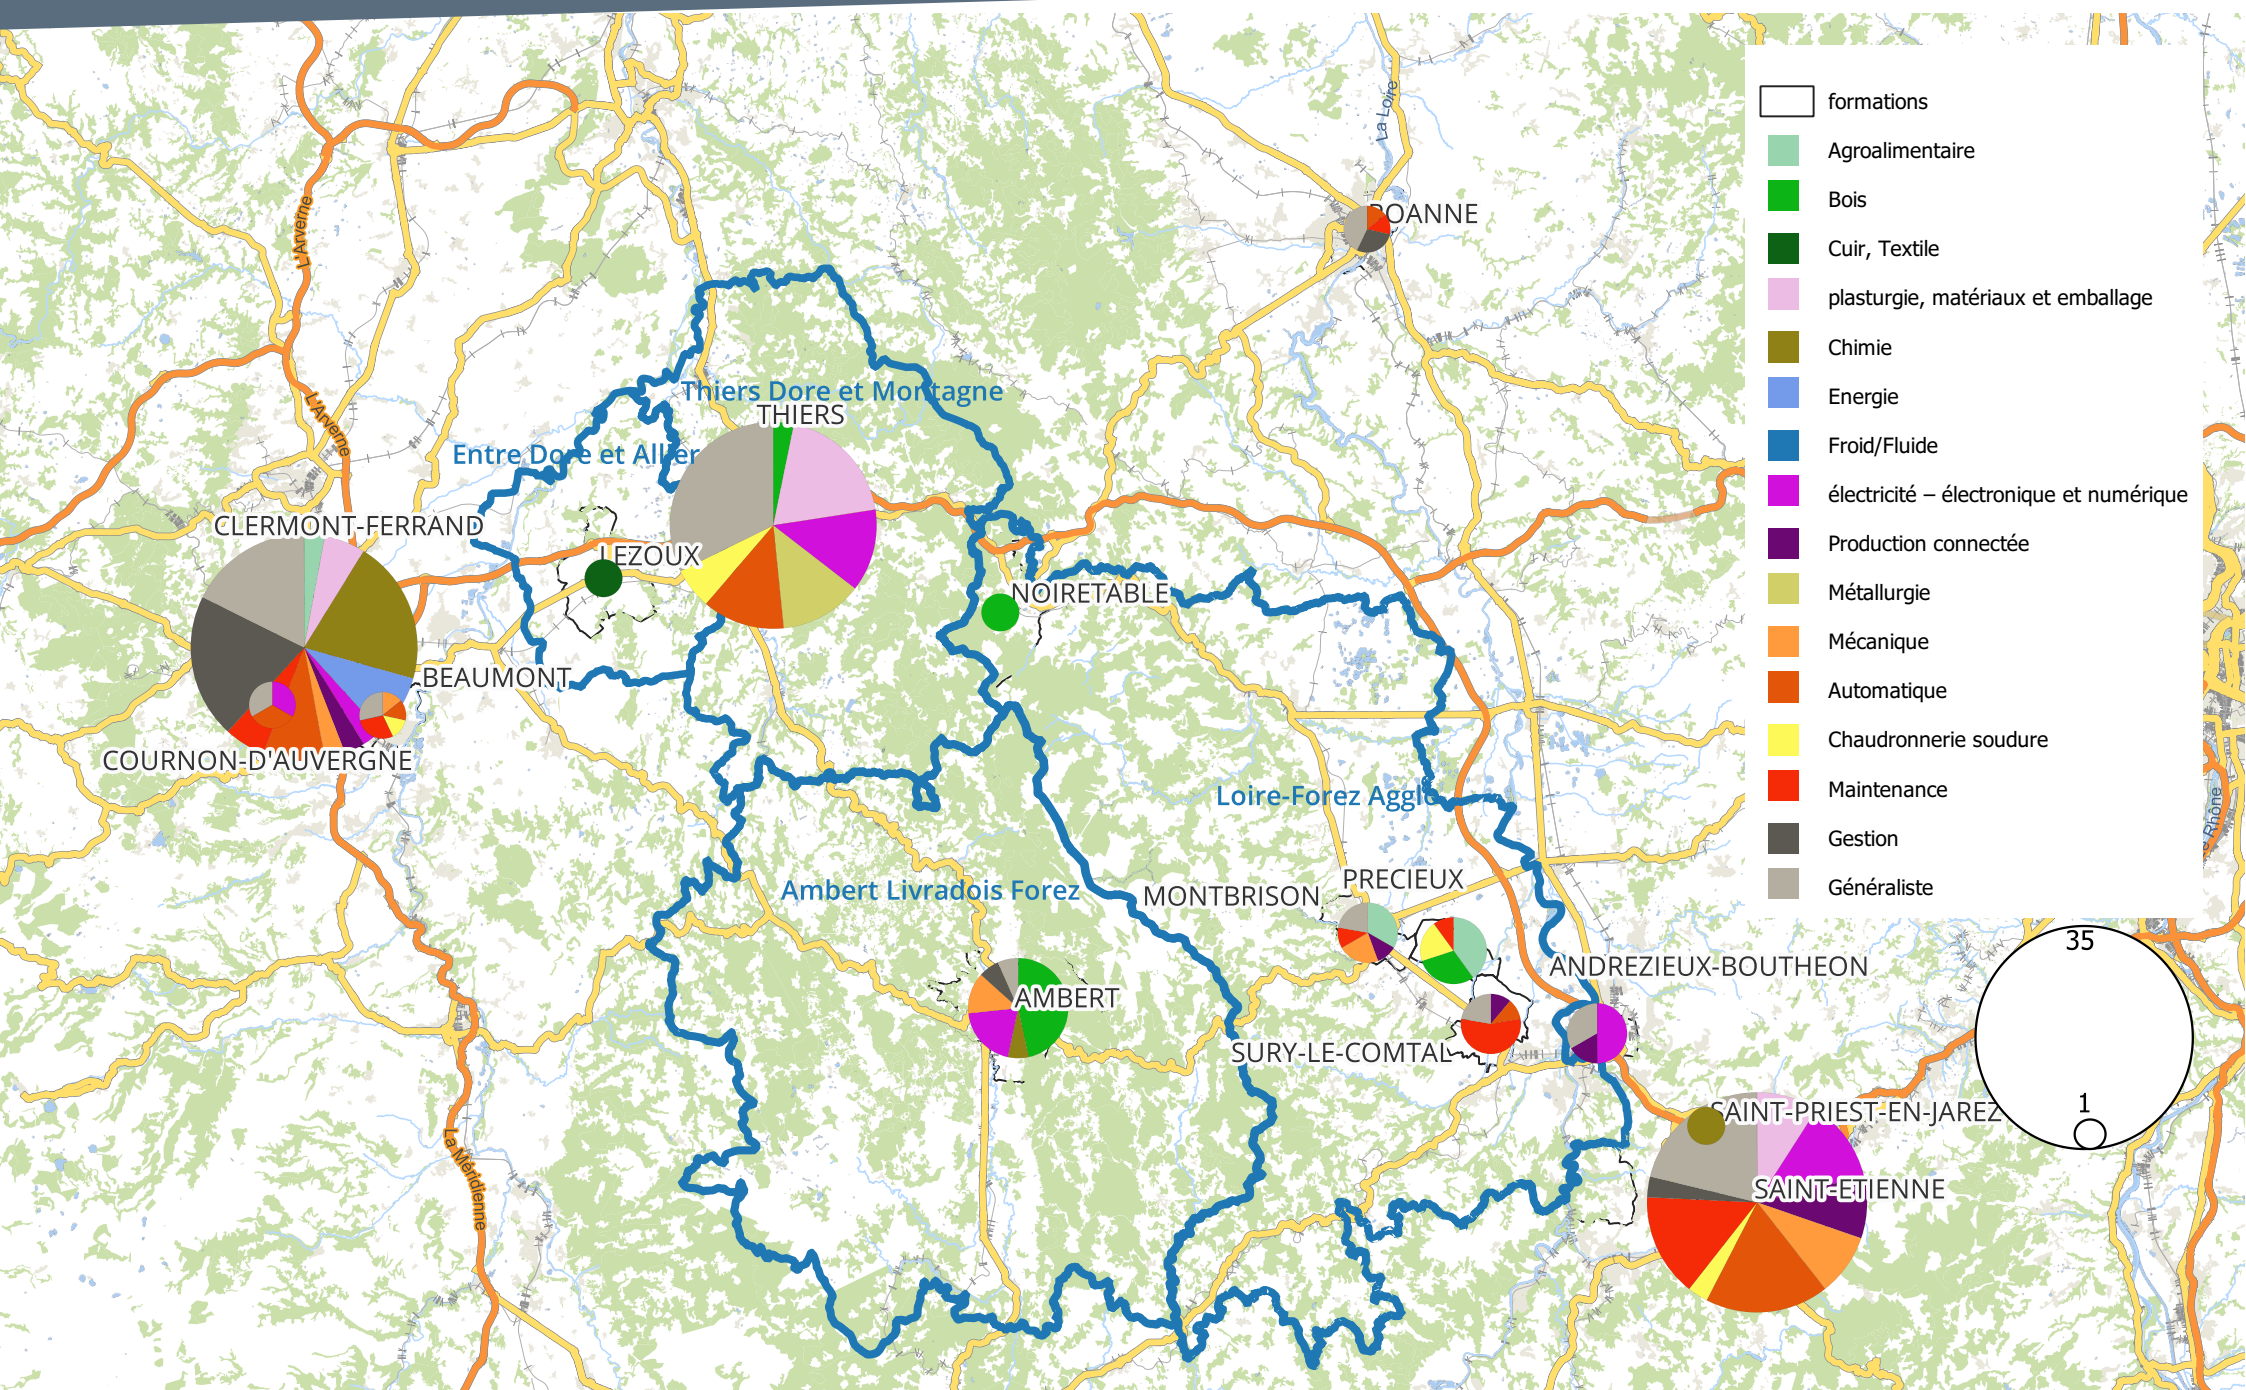 formations
Agroalimentaire
Bois
Cuir, Textile
plasturgie, matériaux et emballage
Chimie
Energie
Froid/Fluide
électricité – électronique et numérique
Production connectée
Métallurgie
Mécanique
Automatique
Chaudronnerie soudure
Maintenance
Gestion
Généraliste
35
1
La Loire
ROANNE
L'Arverne
L'Arverne
Thiers Dore et Montagne
THIERS
Entre Dore et Allier
CLERMONT-FERRAND
LEZOUX
NOIRETABLE
BEAUMONT
COURNON-D'AUVERGNE
Loire-Forez Agglo
Ambert Livradois Forez
MONTBRISON
PRECIEUX
ANDREZIEUX-BOUTHEON
AMBERT
SURY-LE-COMTAL
SAINT-PRIEST-EN-JAREZ
SAINT-ETIENNE
La Méridienne
Rhône